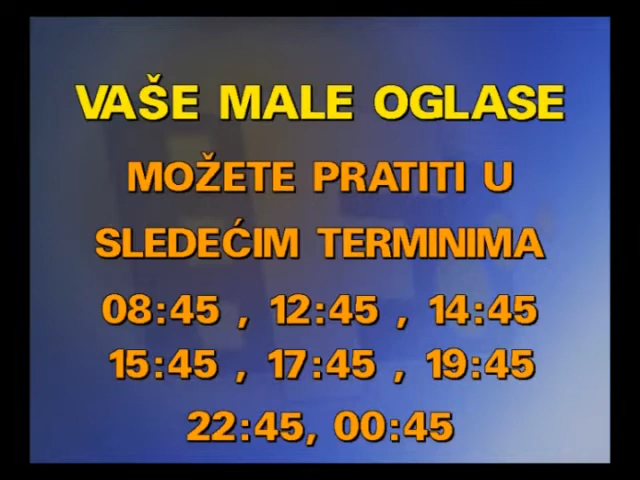 VAŠE MALE OGLASE
MOŽETE PRATITI U
SLEDEĆIM TERMINIMA
08:45 , 12:45 , 14:45
15:45 , 17:45 , 19:45
22:45, 00:45